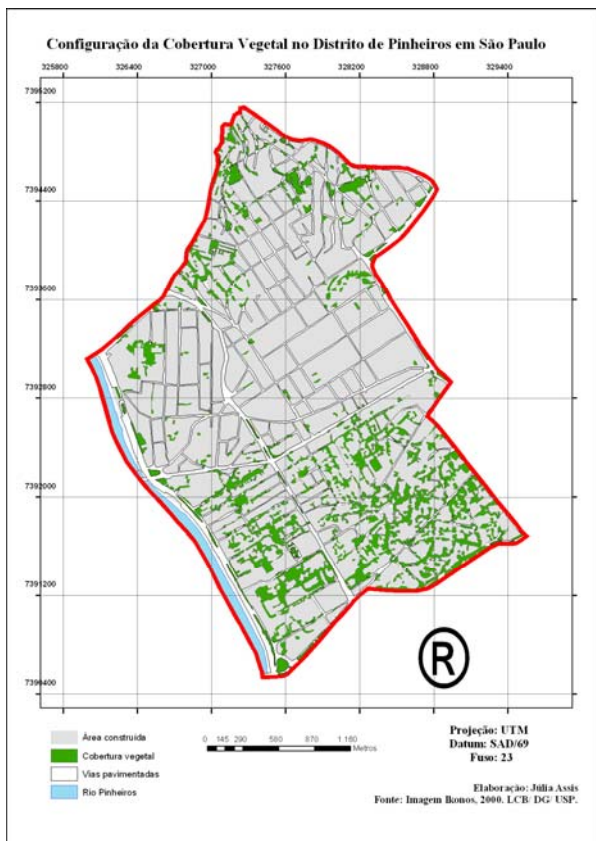 Configuração da Cobertura Vegetal no Distrito de Pinheiros em São Paulo
325800 326400 327000 327600 328200 328800 329400
7395200
7394400
7393600
7392800
7392000
7391200
7390400
R
Área construída
Cobertura vegetal
Vias pavimentadas
Rio Pinheiros
0 145 290 580 870 1.160
Metros
Projeção: UTM
Datum: SAD/69
Fuso: 23
Elaboração: Júlia Assis
Fonte: Imagem Ikonos, 2000. LCB/ DG/ USP.